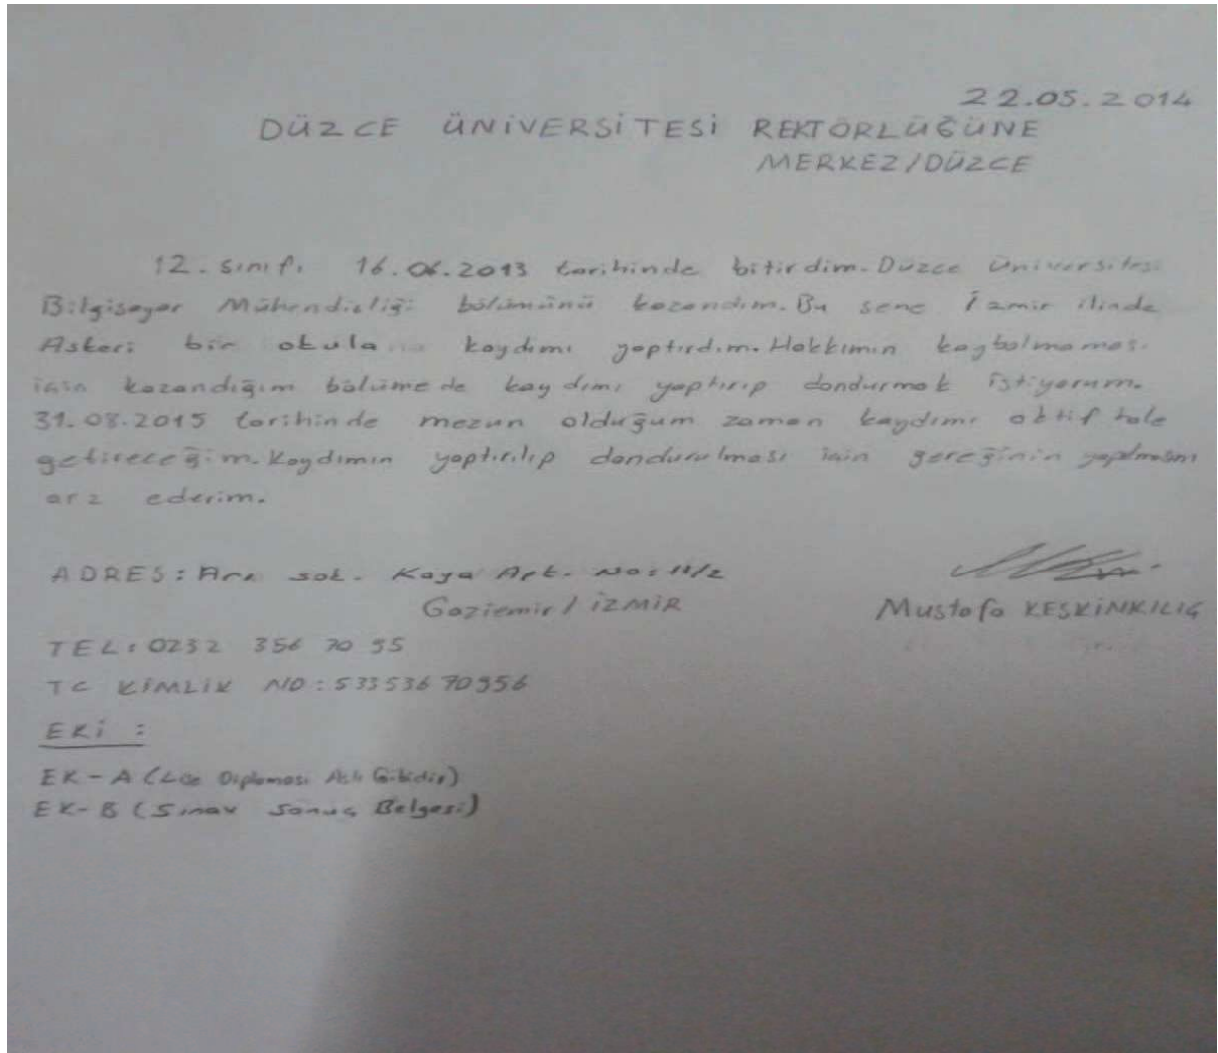 22.05.2014
DÜZCE ÜNİVERSİTESİ REKTÖRLÜĞÜNE
MERKEZ/DÜZCE
12. sınıfı 16.06.2013 tarihinde bitirdim. Düzce Üniversitesi
Bilgisayar Mühendisliği bölümünü kazandım. Bu sene İzmir ilinde
Askeri bir okula kaydımı yaptırdım. Hakkımın kaybolmaması
için kazandığım bölüme de kaydımı yaptırıp dondurmak istiyorum.
31.08.2015 tarihinde mezun olduğum zaman kaydımı aktif hale
getireceğim. Kaydımın yaptırılıp dondurulması için gereğinin yapılmasını
arz ederim.
ADRES: Ara sok. Kaya Apt. No: 11/2
Gaziemir / İZMİR
Mustafa KESKİNKILIÇ
TEL: 0232 356 70 55
TC KİMLİK NO: 53353670956
EKİ :
EK-A (Lise Diploması Aslı Gibidir)
EK-B (Sınav Sonuç Belgesi)